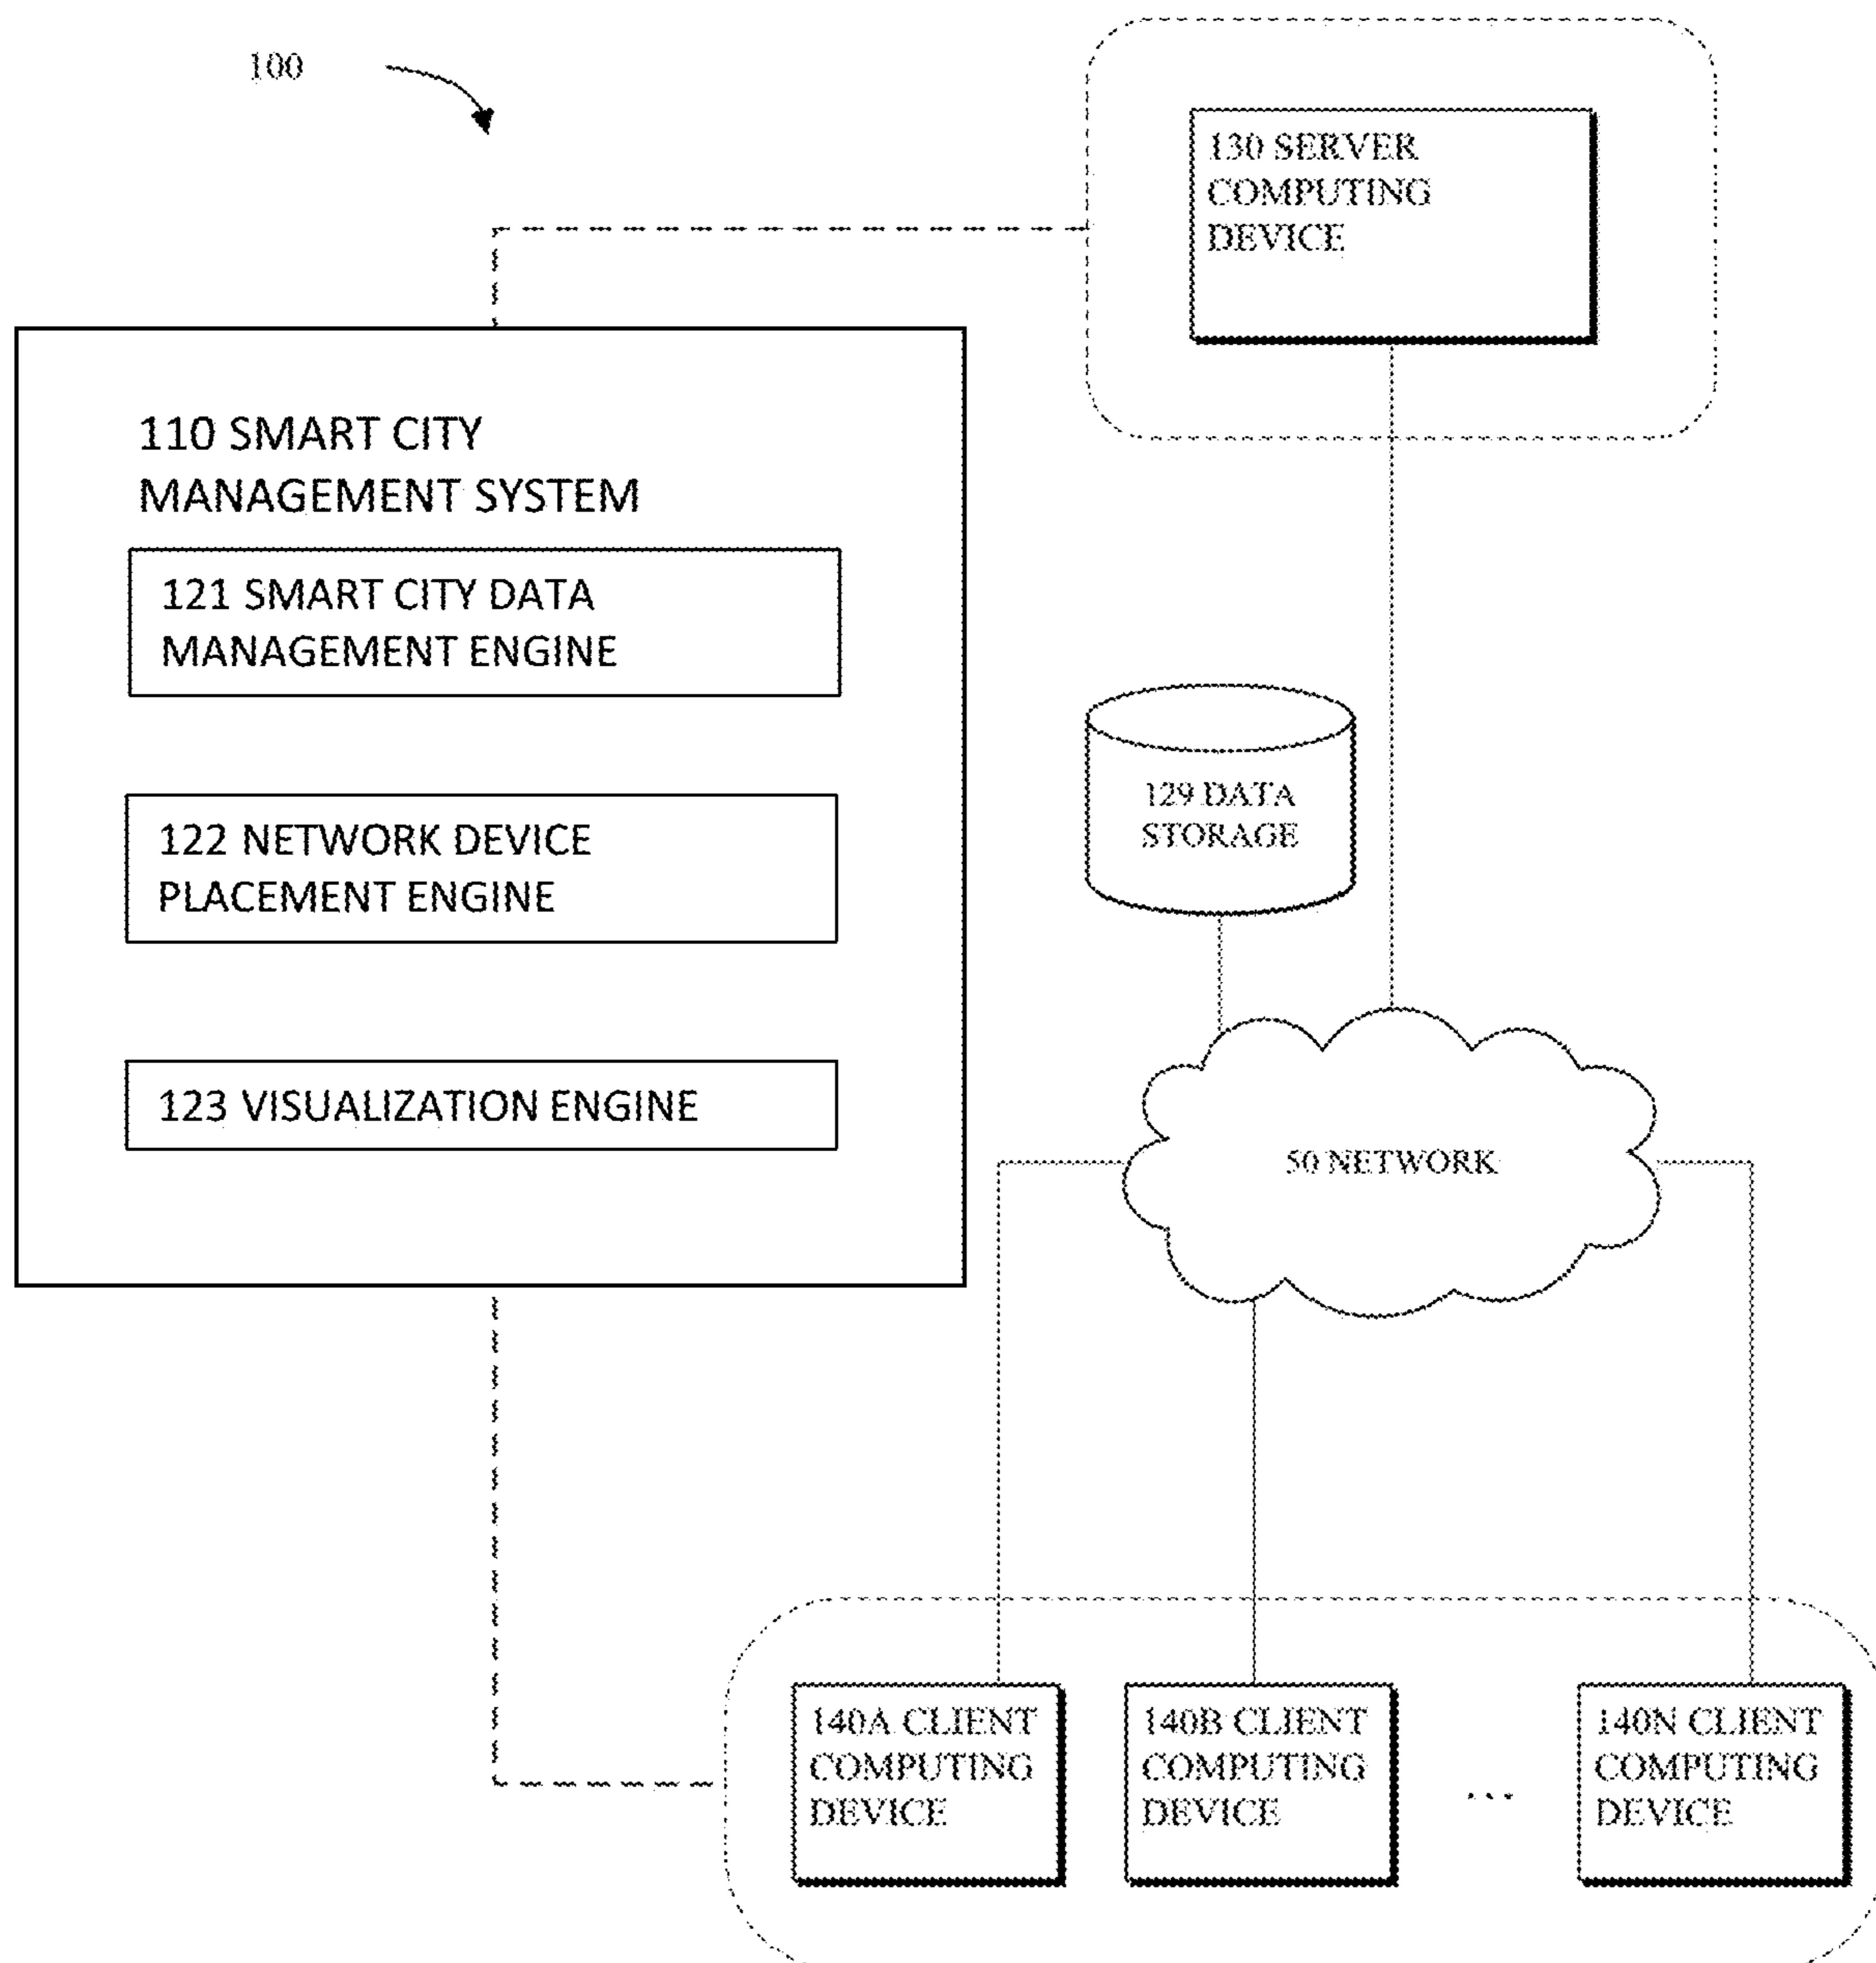 100
130 SERVER
COMPUTING
DEVICE
110 SMART CITY
MANAGEMENT SYSTEM
121 SMART CITY DATA
MANAGEMENT ENGINE
122 NETWORK DEVICE
PLACEMENT ENGINE
123 VISUALIZATION ENGINE
129 DATA
STORAGE
50 NETWORK
140A CLIENT
COMPUTING
DEVICE
140B CLIENT
COMPUTING
DEVICE
...
140N CLIENT
COMPUTING
DEVICE